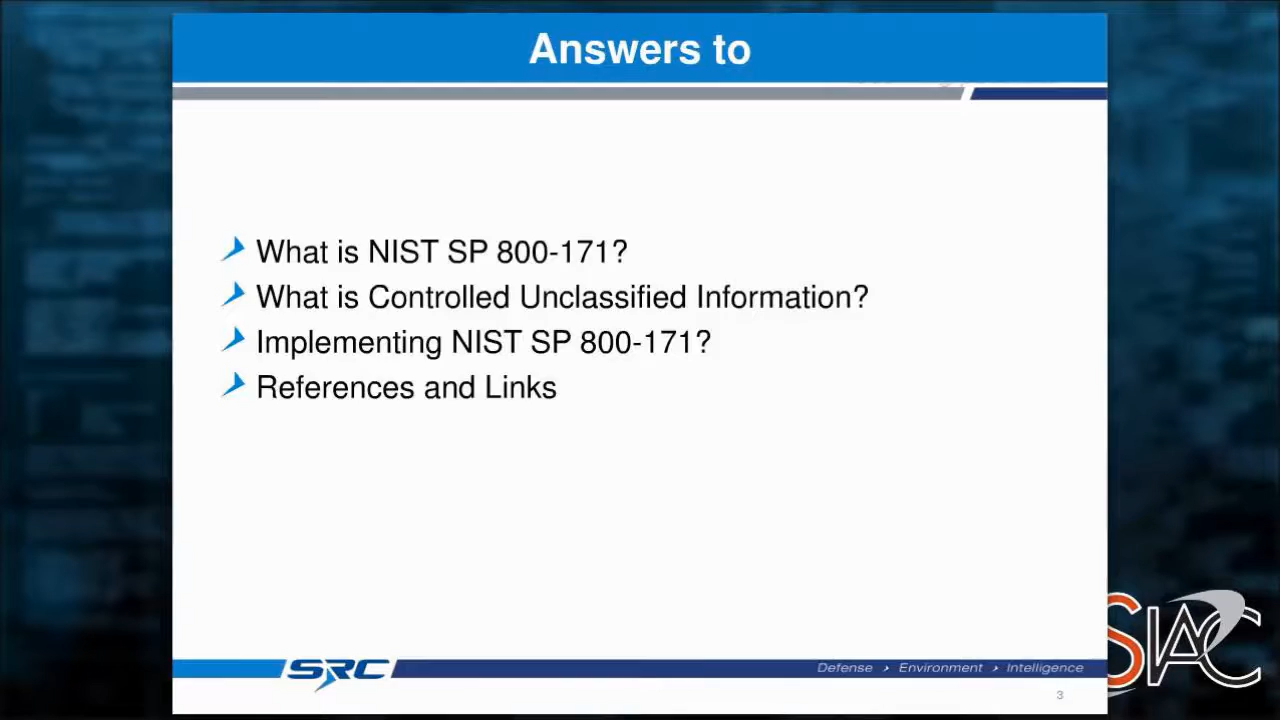 Answers to
What is NIST SP 800-171?
What is Controlled Unclassified Information?
Implementing NIST SP 800-171?
References and Links
SRC
Defense › Environment › Intelligence
3
SIAC